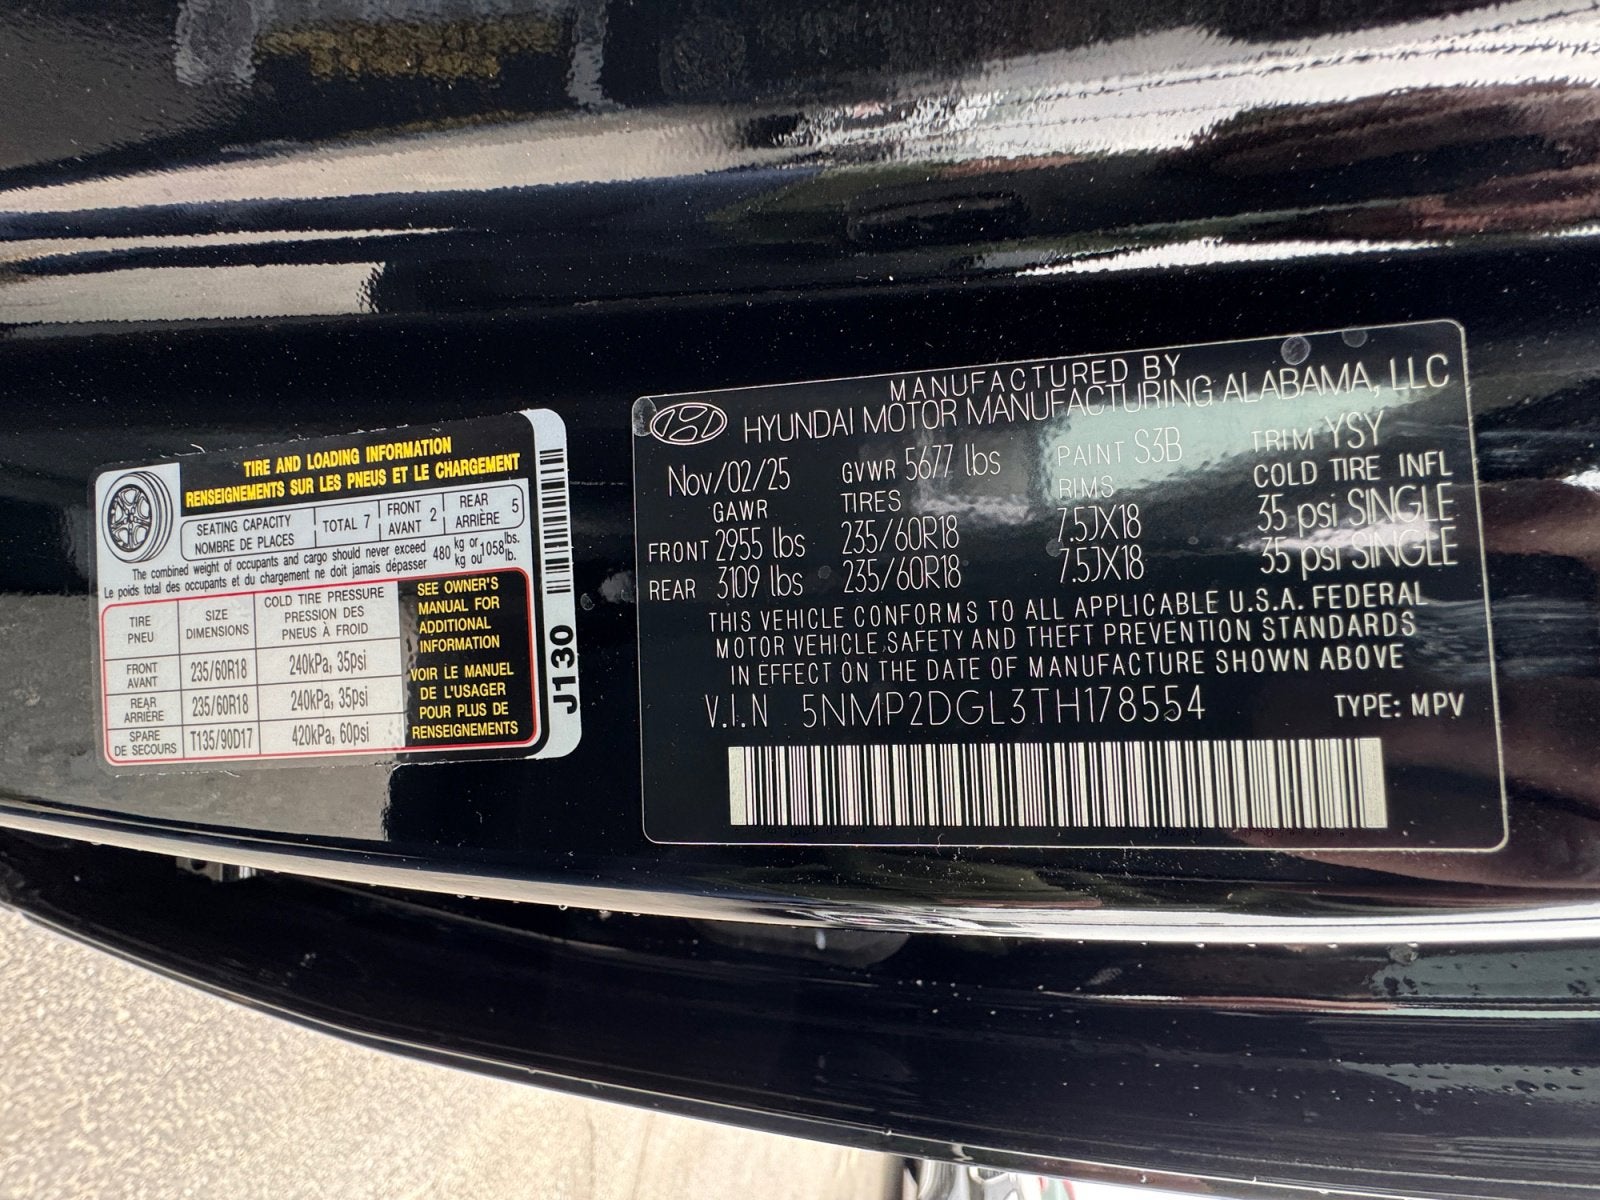 TIRE AND LOADING INFORMATION
RENSEIGNEMENTS SUR LES PNEUS ET LE CHARGEMENT
SEATING CAPACITY
NOMBRE DE PLACES
TOTAL 7
FRONT
AVANT 2
REAR
ARRIÈRE 5
The combined weight of occupants and cargo should never exceed 480 kg or 1058 lbs.
Le poids total des occupants et du chargement ne doit jamais dépasser 480 kg ou 1058 lb.
TIRE
PNEU
SIZE
DIMENSIONS
COLD TIRE PRESSURE
PRESSION DES
PNEUS À FROID
FRONT
AVANT
235/60R18
240kPa, 35psi
REAR
ARRIÈRE
235/60R18
240kPa, 35psi
SPARE
DE SECOURS
T135/90D17
420kPa, 60psi
SEE OWNER'S
MANUAL FOR
ADDITIONAL
INFORMATION
VOIR LE MANUEL
DE L'USAGER
POUR PLUS DE
RENSEIGNEMENTS
J130
MANUFACTURED BY
HYUNDAI MOTOR MANUFACTURING ALABAMA, LLC
Nov/02/25 GVWR 5677 lbs PAINT S3B TRIM YSY
GAWR TIRES RIMS COLD TIRE INFL
FRONT 2955 lbs 235/60R18 7.5JX18 35 psi SINGLE
REAR 3109 lbs 235/60R18 7.5JX18 35 psi SINGLE
THIS VEHICLE CONFORMS TO ALL APPLICABLE U.S.A. FEDERAL
MOTOR VEHICLE SAFETY AND THEFT PREVENTION STANDARDS
IN EFFECT ON THE DATE OF MANUFACTURE SHOWN ABOVE
V.I.N 5NMP2DGL3TH178554 TYPE: MPV